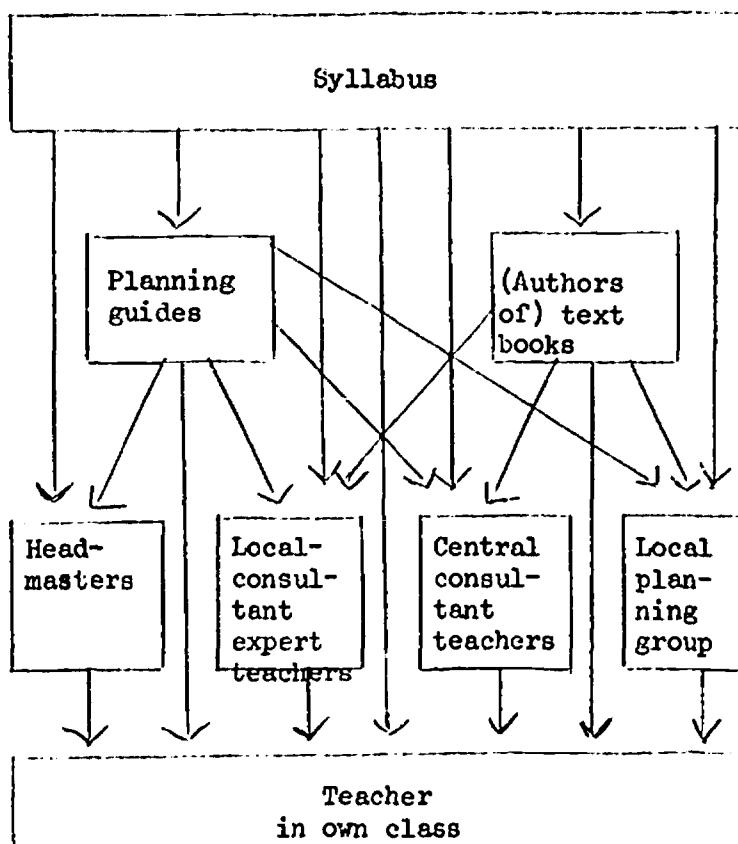 Syllabus
Planning
guides
(Authors
of) text
books
Head-
masters
Local-
consul-
tant
expert
teachers
Central
consul-
tant
teachers
Local
plan-
ning
group
Teacher
in own class